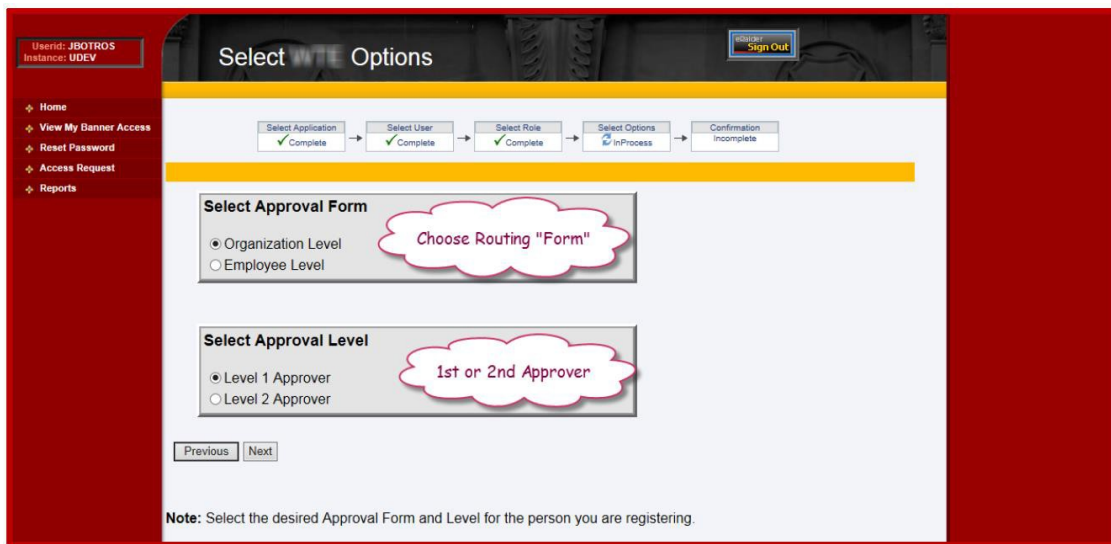 Userid: JBOTROS
Instance: UDEV
Select Options
eRaider
Sign Out
Home
View My Banner Access
Reset Password
Access Request
Reports
Select Application
Complete
Select User
Complete
Select Role
Complete
Select Options
InProcess
Confirmation
Incomplete
Select Approval Form
Organization Level
Employee Level
Choose Routing "Form"
Select Approval Level
Level 1 Approver
Level 2 Approver
1st or 2nd Approver
Previous Next
Note: Select the desired Approval Form and Level for the person you are registering.